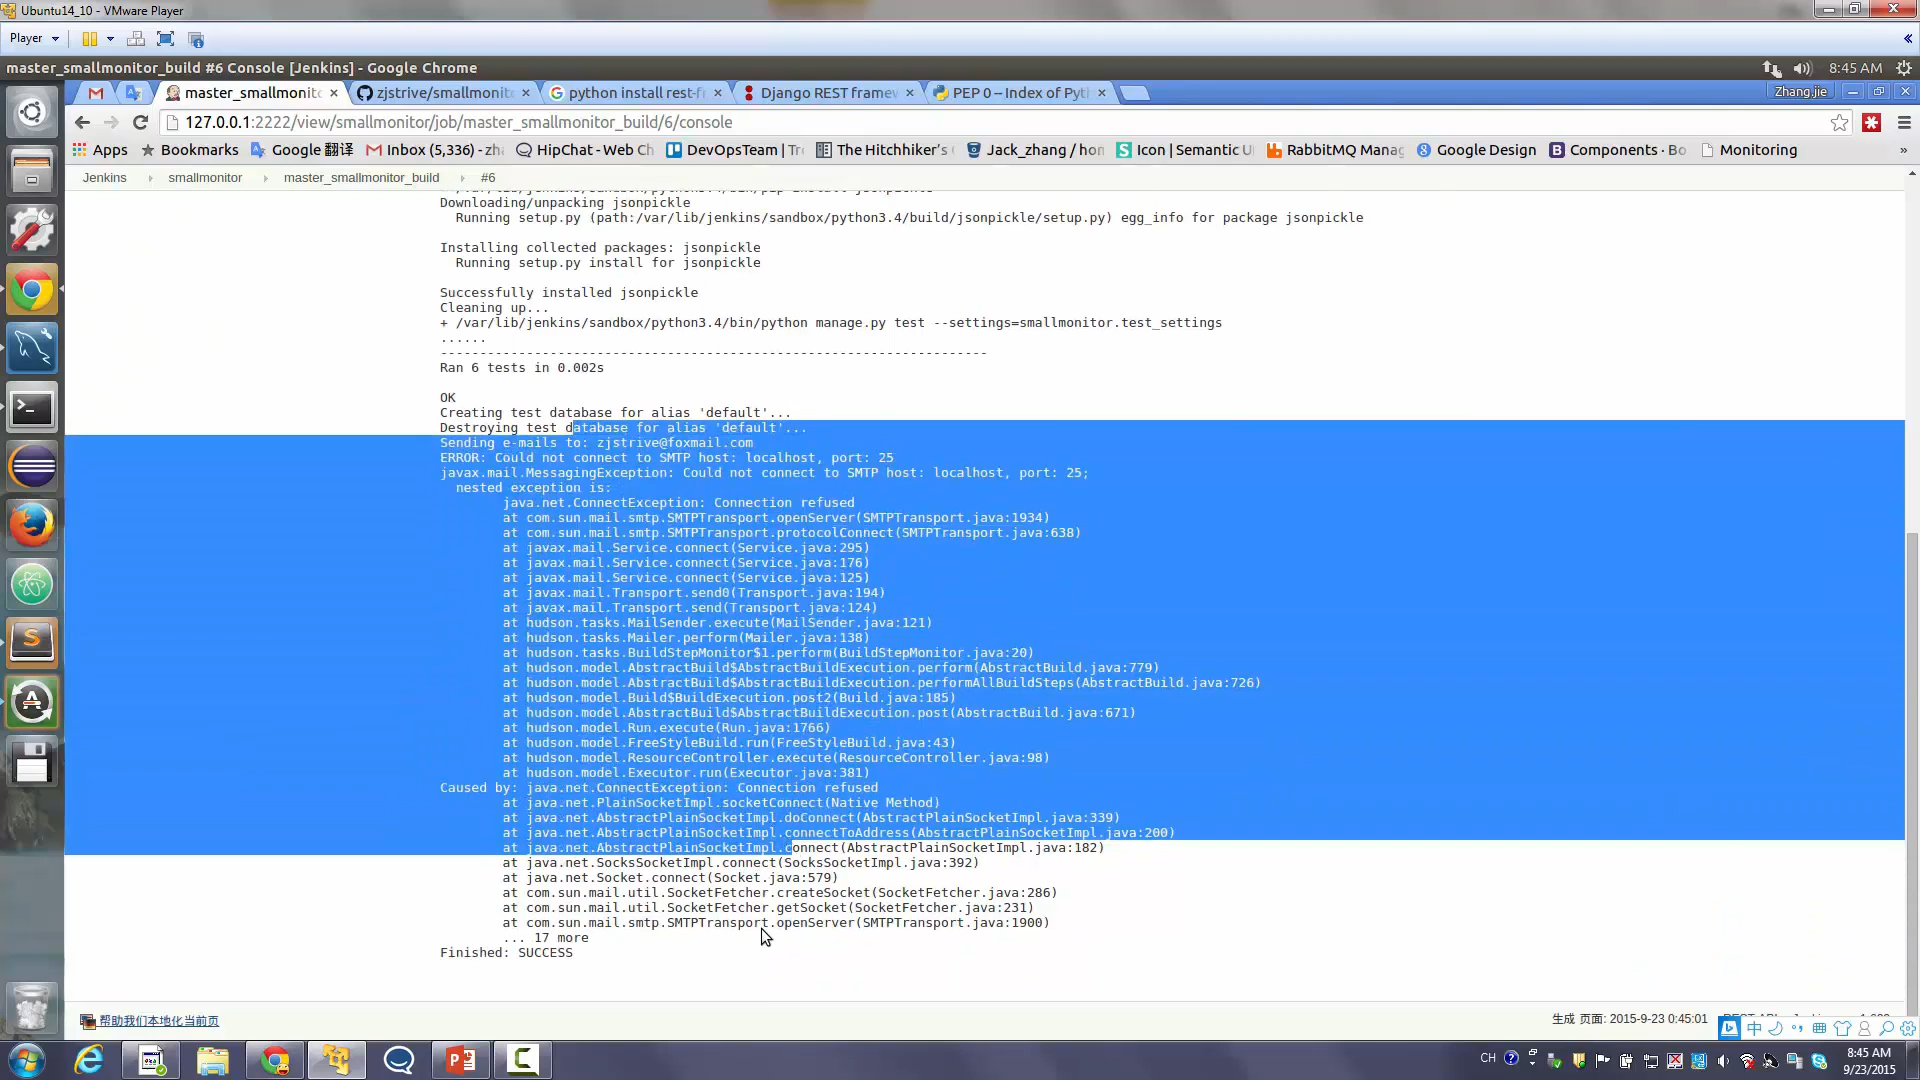 Ubuntu14_10 - VMware Player
Player
master_smallmonitor_build #6 Console [Jenkins] - Google Chrome
8:45 AM
master_smallmonito
zjstrive/smallmonito
python install rest-f
Django REST framew
PEP 0 – Index of Pyt
Zhang.jie
127.0.0.1:2222/view/smallmonitor/job/master_smallmonitor_build/6/console
Apps
Bookmarks
Google 翻译
Inbox (5,336) - zha
HipChat - Web Ch
DevOpsTeam | Tr
The Hitchhiker's
Jack_zhang / hon
Icon | Semantic U
RabbitMQ Manag
Google Design
Components · Bo
Monitoring
»
Jenkins
smallmonitor
master_smallmonitor_build
#6
+ /var/lib/jenkins/sandbox/python3.4/bin/pip install jsonpickle
Downloading/unpacking jsonpickle
Running setup.py (path:/var/lib/jenkins/sandbox/python3.4/build/jsonpickle/setup.py) egg_info for package jsonpickle
Installing collected packages: jsonpickle
Running setup.py install for jsonpickle
Successfully installed jsonpickle
Cleaning up...
+ /var/lib/jenkins/sandbox/python3.4/bin/python manage.py test --settings=smallmonitor.test_settings
......
----------------------------------------------------------------------
Ran 6 tests in 0.002s
OK
Creating test database for alias 'default'...
Destroying test database for alias 'default'...
Sending e-mails to: zjstrive@foxmail.com
ERROR: Could not connect to SMTP host: localhost, port: 25
javax.mail.MessagingException: Could not connect to SMTP host: localhost, port: 25;
nested exception is:
java.net.ConnectException: Connection refused
at com.sun.mail.smtp.SMTPTransport.openServer(SMTPTransport.java:1934)
at com.sun.mail.smtp.SMTPTransport.protocolConnect(SMTPTransport.java:638)
at javax.mail.Service.connect(Service.java:295)
at javax.mail.Service.connect(Service.java:176)
at javax.mail.Service.connect(Service.java:125)
at javax.mail.Transport.send0(Transport.java:194)
at javax.mail.Transport.send(Transport.java:124)
at hudson.tasks.MailSender.execute(MailSender.java:121)
at hudson.tasks.Mailer.perform(Mailer.java:138)
at hudson.tasks.BuildStepMonitor$1.perform(BuildStepMonitor.java:20)
at hudson.model.AbstractBuild$AbstractBuildExecution.perform(AbstractBuild.java:779)
at hudson.model.AbstractBuild$AbstractBuildExecution.performAllBuildSteps(AbstractBuild.java:726)
at hudson.model.Build$BuildExecution.post2(Build.java:185)
at hudson.model.AbstractBuild$AbstractBuildExecution.post(AbstractBuild.java:671)
at hudson.model.Run.execute(Run.java:1766)
at hudson.model.FreeStyleBuild.run(FreeStyleBuild.java:43)
at hudson.model.ResourceController.execute(ResourceController.java:98)
at hudson.model.Executor.run(Executor.java:381)
Caused by: java.net.ConnectException: Connection refused
at java.net.PlainSocketImpl.socketConnect(Native Method)
at java.net.AbstractPlainSocketImpl.doConnect(AbstractPlainSocketImpl.java:339)
at java.net.AbstractPlainSocketImpl.connectToAddress(AbstractPlainSocketImpl.java:200)
at java.net.AbstractPlainSocketImpl.connect(AbstractPlainSocketImpl.java:182)
at java.net.SocksSocketImpl.connect(SocksSocketImpl.java:392)
at java.net.Socket.connect(Socket.java:579)
at com.sun.mail.util.SocketFetcher.createSocket(SocketFetcher.java:286)
at com.sun.mail.util.SocketFetcher.getSocket(SocketFetcher.java:231)
at com.sun.mail.smtp.SMTPTransport.openServer(SMTPTransport.java:1900)
... 17 more
Finished: SUCCESS
帮助我们本地化当前页
生成 页面: 2015-9-23 0:45:01
中
CH
8:45 AM
9/23/2015